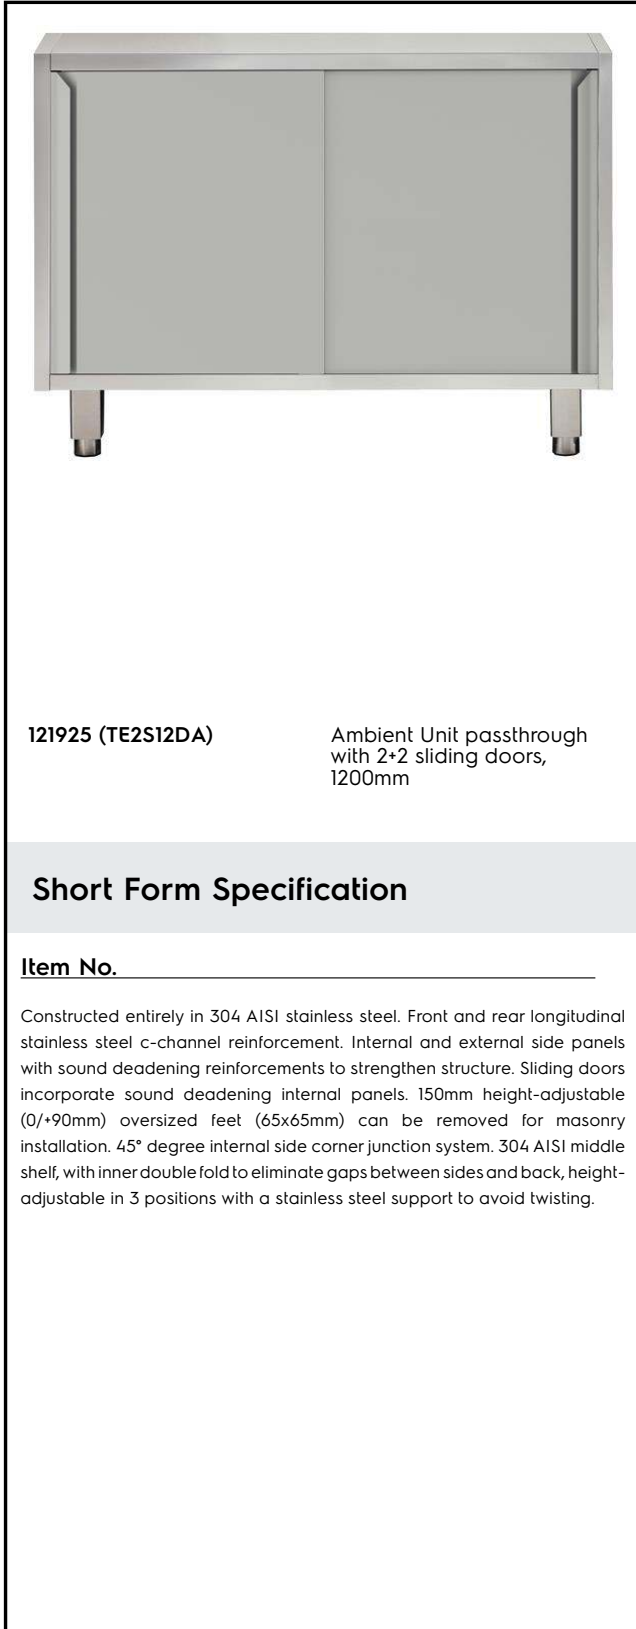 121925 (TE2S12DA)
Ambient Unit passthrough
with 2+2 sliding doors,
1200mm
Short Form Specification
Item No.
Constructed entirely in 304 AISI stainless steel. Front and rear longitudinal
stainless steel c-channel reinforcement. Internal and external side panels
with sound deadening reinforcements to strengthen structure. Sliding doors
incorporate sound deadening internal panels. 150mm height-adjustable
(0/+90mm) oversized feet (65x65mm) can be removed for masonry
installation. 45° degree internal side corner junction system. 304 AISI middle
shelf, with inner double fold to eliminate gaps between sides and back, height-
adjustable in 3 positions with a stainless steel support to avoid twisting.